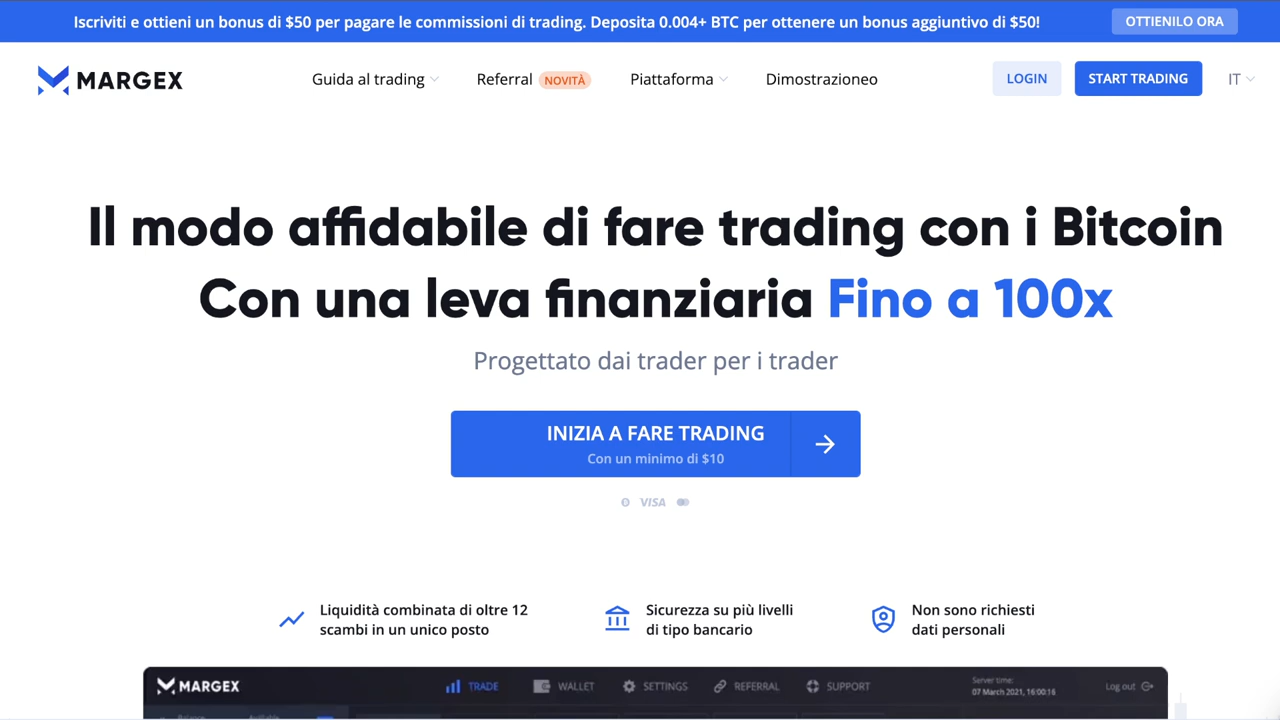 Iscriviti e ottieni un bonus di $50 per pagare le commissioni di trading. Deposita 0.004+ BTC per ottenere un bonus aggiuntivo di $50!
OTTIENILO ORA
MARGEX
Guida al trading
Referral NOVITÀ
Piattaforma
Dimostrazioneo
LOGIN
START TRADING
IT
Il modo affidabile di fare trading con i Bitcoin
Con una leva finanziaria Fino a 100x
Progettato dai trader per i trader
INIZIA A FARE TRADING
Con un minimo di $10
VISA
Liquidità combinata di oltre 12
scambi in un unico posto
Sicurezza su più livelli
di tipo bancario
Non sono richiesti
dati personali
MARGEX
TRADE
WALLET
SETTINGS
REFERRAL
SUPPORT
Server time:
07 March 2021, 16:00:16
Log out